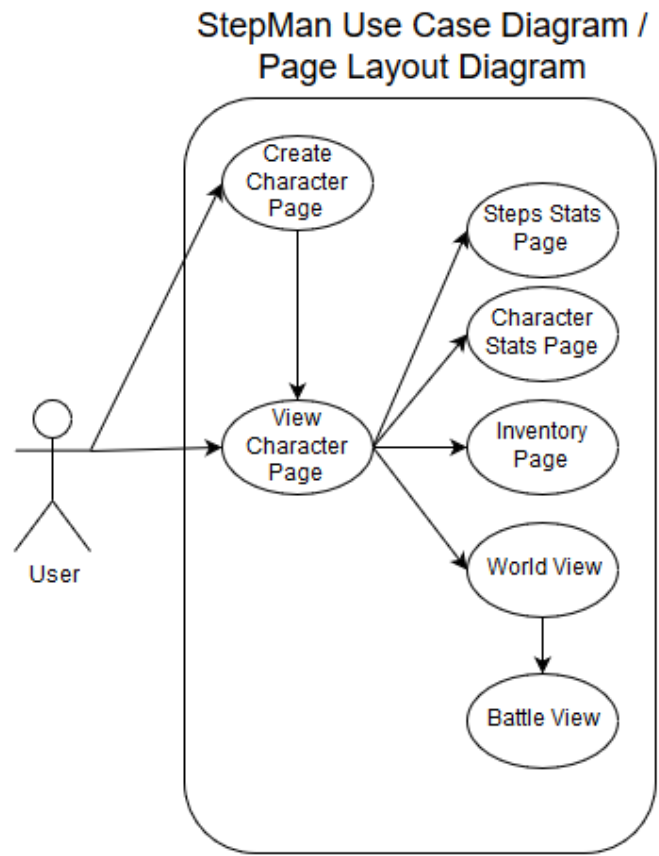 StepMan Use Case Diagram /
Page Layout Diagram
Create
Character
Page
Steps Stats
Page
Character
Stats Page
View
Character
Page
Inventory
Page
World View
User
Battle View